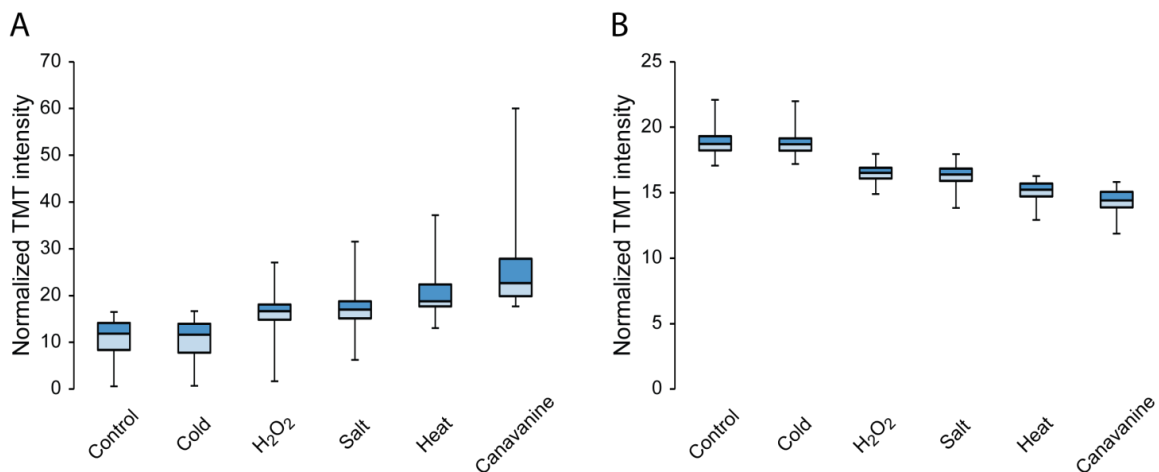 A
Normalized TMT intensity
70
60
50
40
30
20
10
0
Control
Cold
H₂O₂
Salt
Heat
Canavanine
B
Normalized TMT intensity
25
20
15
10
5
0
Control
Cold
H₂O₂
Salt
Heat
Canavanine